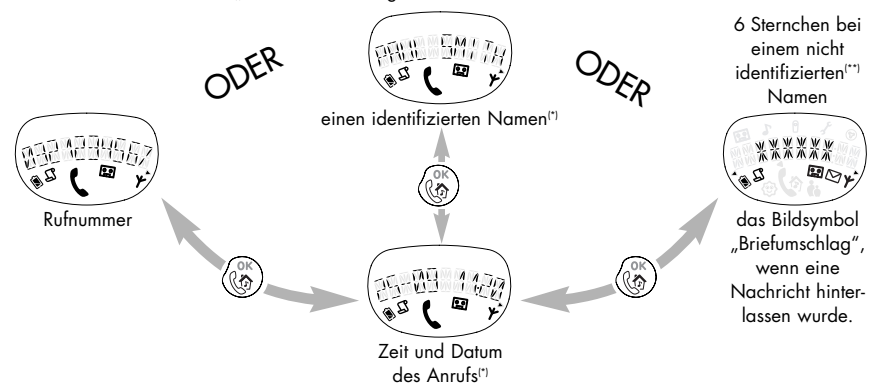 6 Sternchen bei
einem nicht
identifizierten(**)
Namen
ODER
ODER
einen identifizierten Namen(*)
OK
Rufnummer
das Bildsymbol
„Briefumschlag“,
wenn eine
Nachricht hinter-
lassen wurde.
OK
OK
Zeit und Datum
des Anrufs(*)